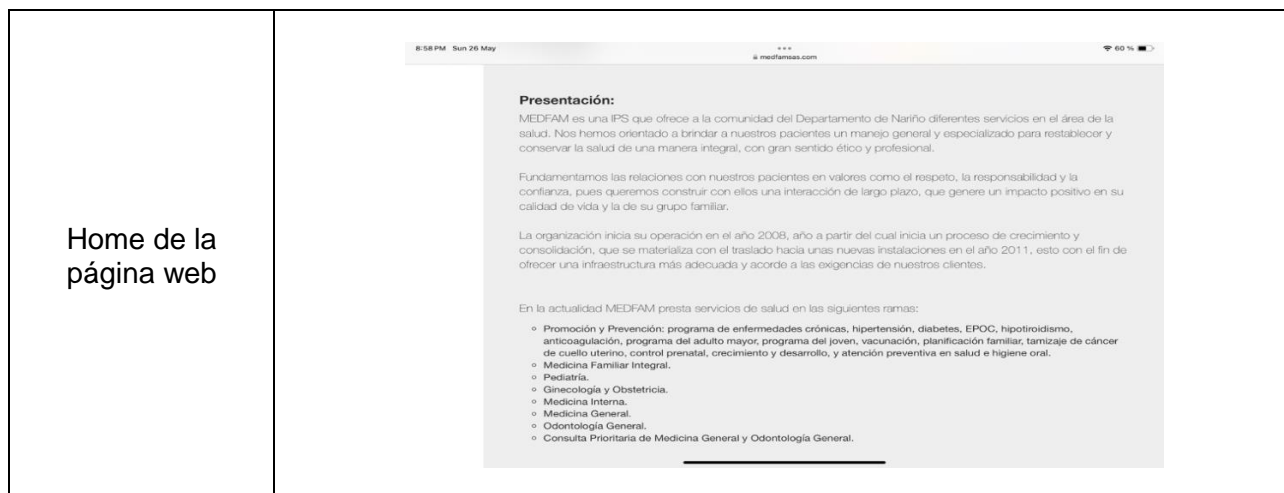 Home de la
página web
8:58 PM Sun 26 May
60 %
medfamsas.com
Presentación:
MEDFAM es una IPS que ofrece a la comunidad del Departamento de Nariño diferentes servicios en el área de la
salud. Nos hemos orientado a brindar a nuestros pacientes un manejo general y especializado para restablecer y
conservar la salud de una manera integral, con gran sentido ético y profesional.
Fundamentamos las relaciones con nuestros pacientes en valores como el respeto, la responsabilidad y la
confianza, pues queremos construir con ellos una interacción de largo plazo, que genere un impacto positivo en su
calidad de vida y la de su grupo familiar.
La organización inicia su operación en el año 2008, año a partir del cual inicia un proceso de crecimiento y
consolidación, que se materializa con el traslado hacia unas nuevas instalaciones en el año 2011, esto con el fin de
ofrecer una infraestructura más adecuada y acorde a las exigencias de nuestros clientes.
En la actualidad MEDFAM presta servicios de salud en las siguientes ramas:
Promoción y Prevención: programa de enfermedades crónicas, hipertensión, diabetes, EPOC, hipotiroidismo,
anticoagulación, programa del adulto mayor, programa del joven, vacunación, planificación familiar, tamizaje de cáncer
de cuello uterino, control prenatal, crecimiento y desarrollo, y atención preventiva en salud e higiene oral.
Medicina Familiar Integral.
Pediatría.
Ginecología y Obstetricia.
Medicina Interna.
Medicina General.
Odontología General.
Consulta Prioritaria de Medicina General y Odontología General.